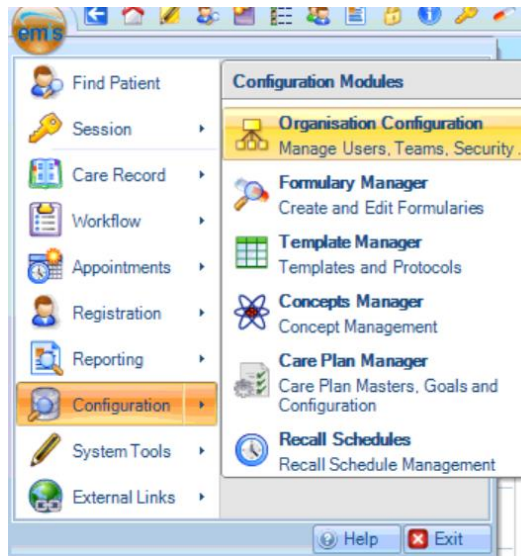 emis
Find Patient
Session
Care Record
Workflow
Appointments
Registration
Reporting
Configuration
System Tools
External Links
Configuration Modules
Organisation Configuration
Manage Users, Teams, Security .
Formulary Manager
Create and Edit Formularies
Template Manager
Templates and Protocols
Concepts Manager
Concept Management
Care Plan Manager
Care Plan Masters, Goals and
Configuration
Recall Schedules
Recall Schedule Management
Help
Exit